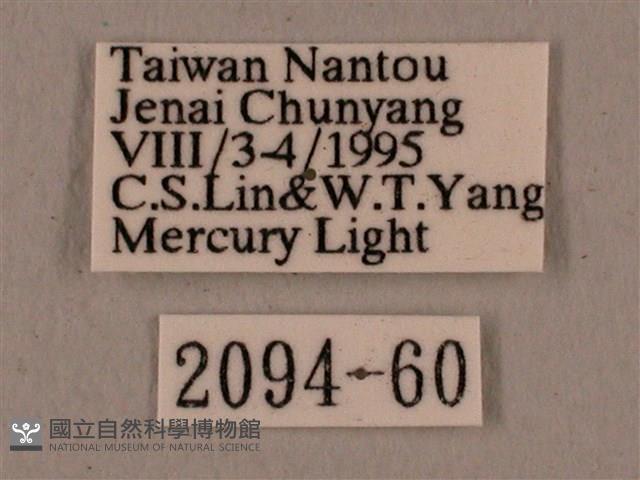 Taiwan Nantou
Jenai Chunyang
VIII/3-4/1995
C.S.Lin&W.T.Yang
Mercury Light
2094-60
國立自然科學博物館
NATIONAL MUSEUM OF NATURAL SCIENCE